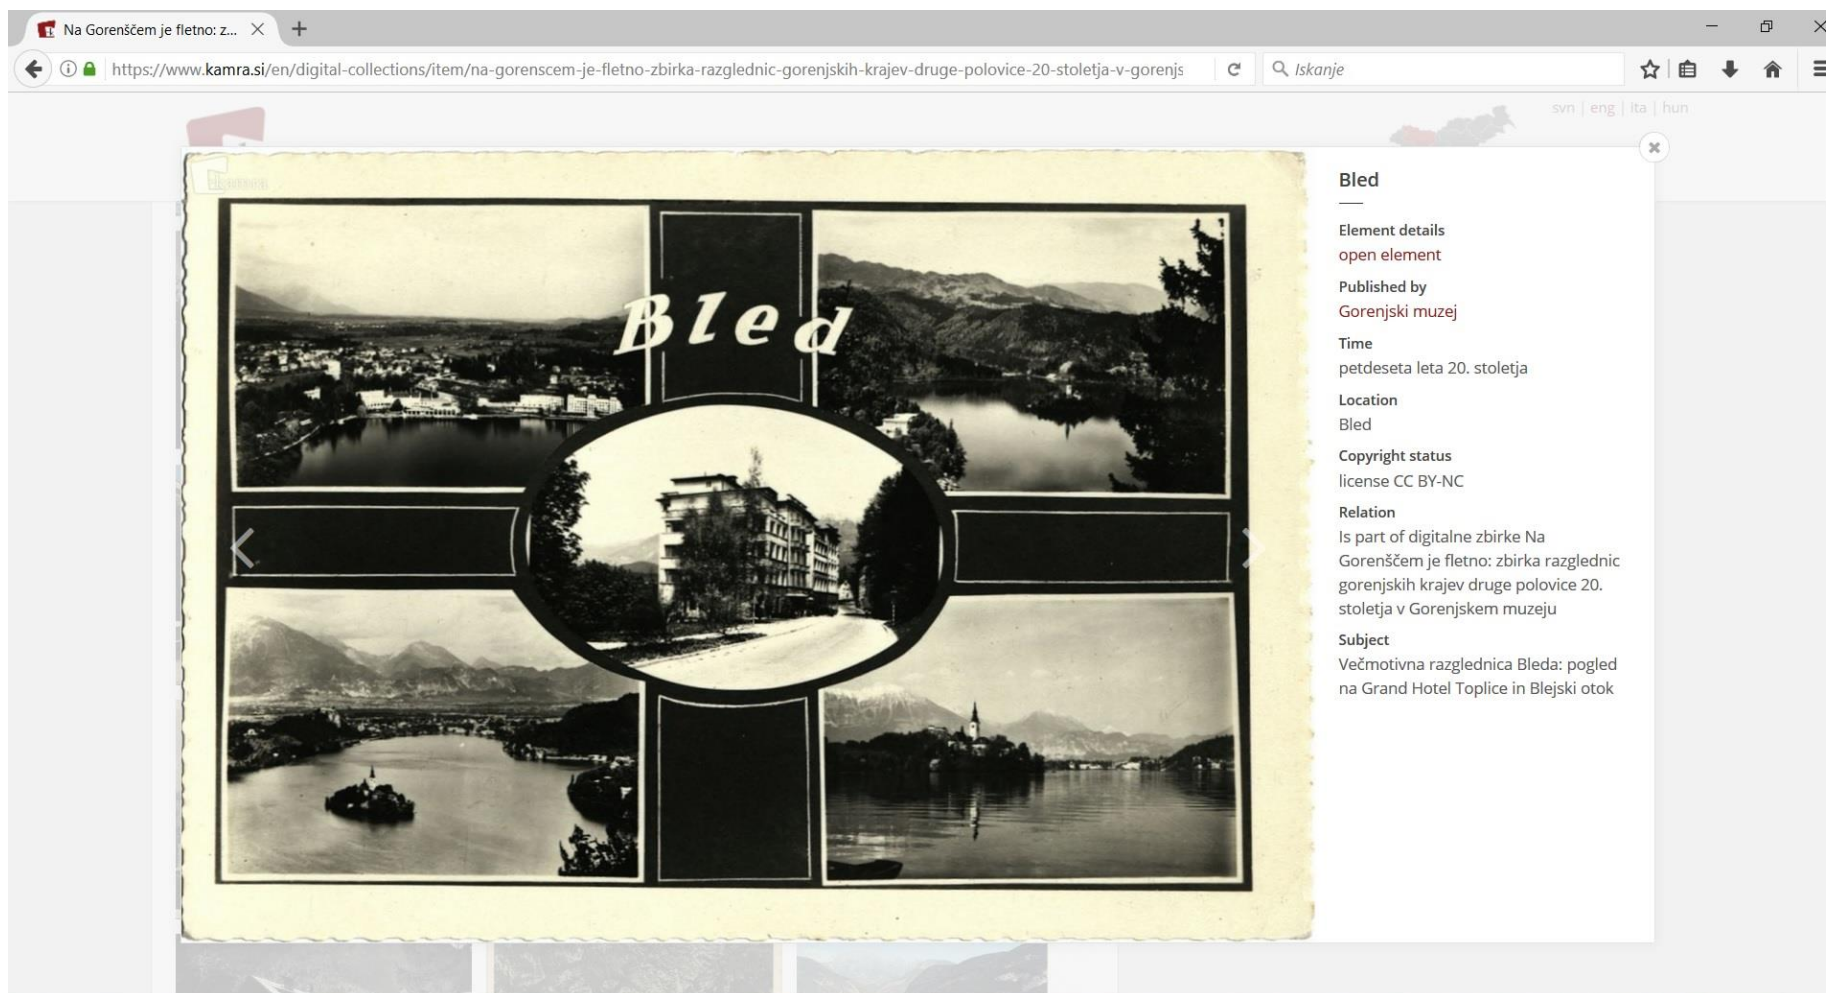 Na Gorenščem je fletno: z...
https://www.kamra.si/en/digital-collections/item/na-gorenscem-je-fletno-zbirka-razglednic-gorenjskih-krajev-druge-polovice-20-stoletja-v-gorenjs
Iskanje
svn | eng | ita | hun
Kamra
Bled
Bled
Element details
open element
Published by
Gorenjski muzej
Time
petdeseta leta 20. stoletja
Location
Bled
Copyright status
license CC BY-NC
Relation
Is part of digitalne zbirke Na
Gorenščem je fletno: zbirka razglednic
gorenjskih krajev druge polovice 20.
stoletja v Gorenjskem muzeju
Subject
Večmotivna razglednica Bleda: pogled
na Grand Hotel Toplice in Blejski otok